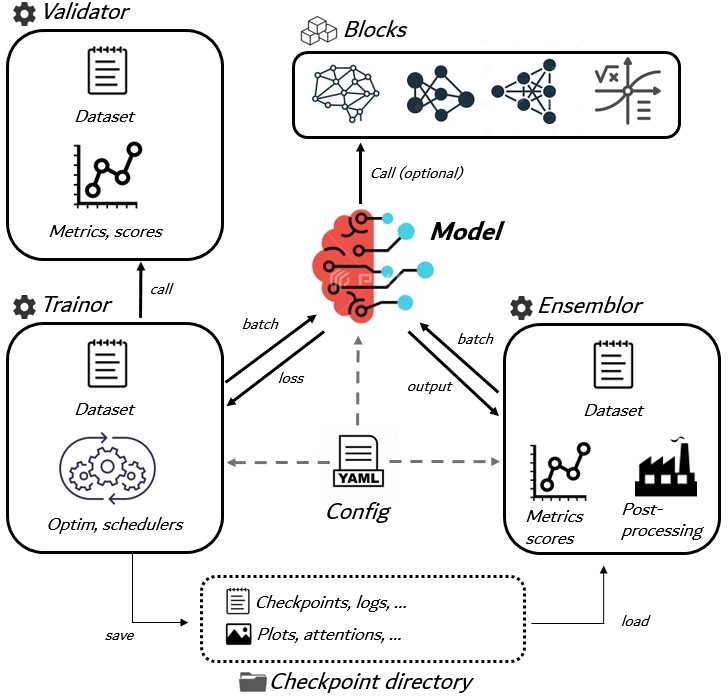 Validator
Dataset
Metrics, scores
Blocks
√x
Call (optional)
Model
call
Trainor
Dataset
Optim, schedulers
batch
loss
batch
output
Ensemblor
Dataset
Metrics
scores
Post-
processing
YAML
Config
save
Checkpoints, logs, ...
Plots, attentions, ...
load
Checkpoint directory